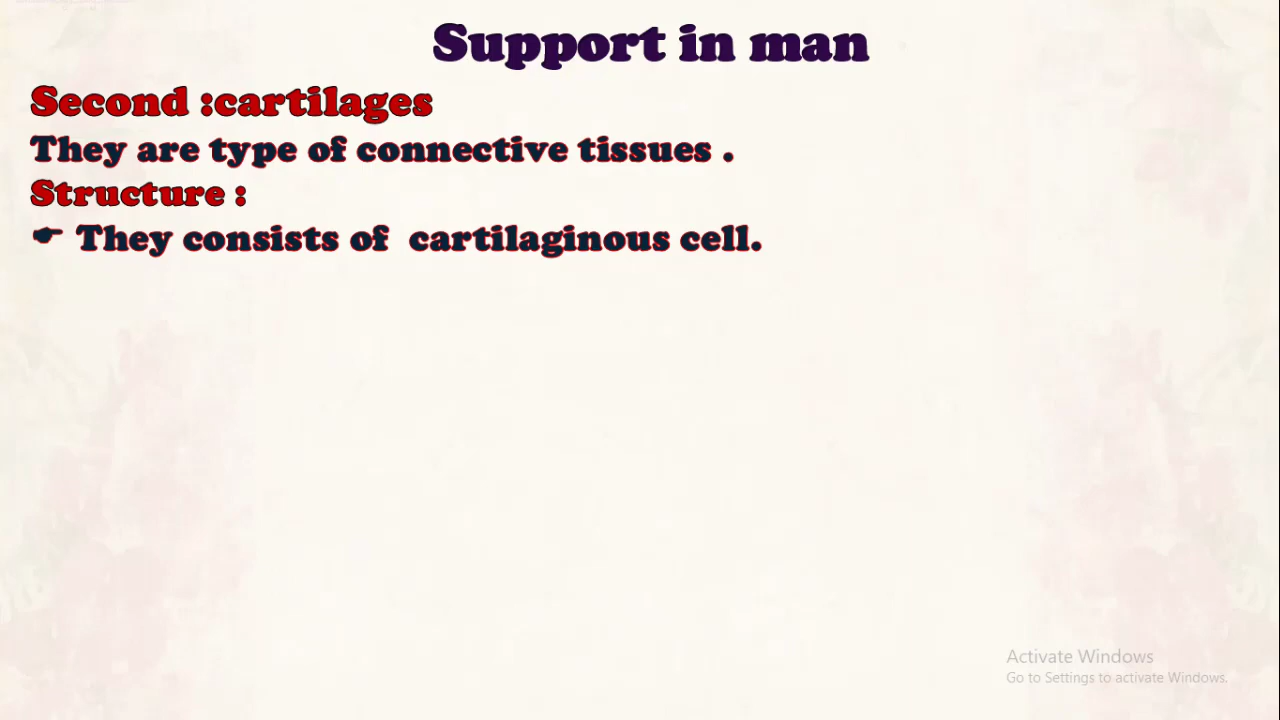 Support in man
Second :cartilages
They are type of connective tissues .
Structure :
☛ They consists of cartilaginous cell.
Activate Windows
Go to Settings to activate Windows.